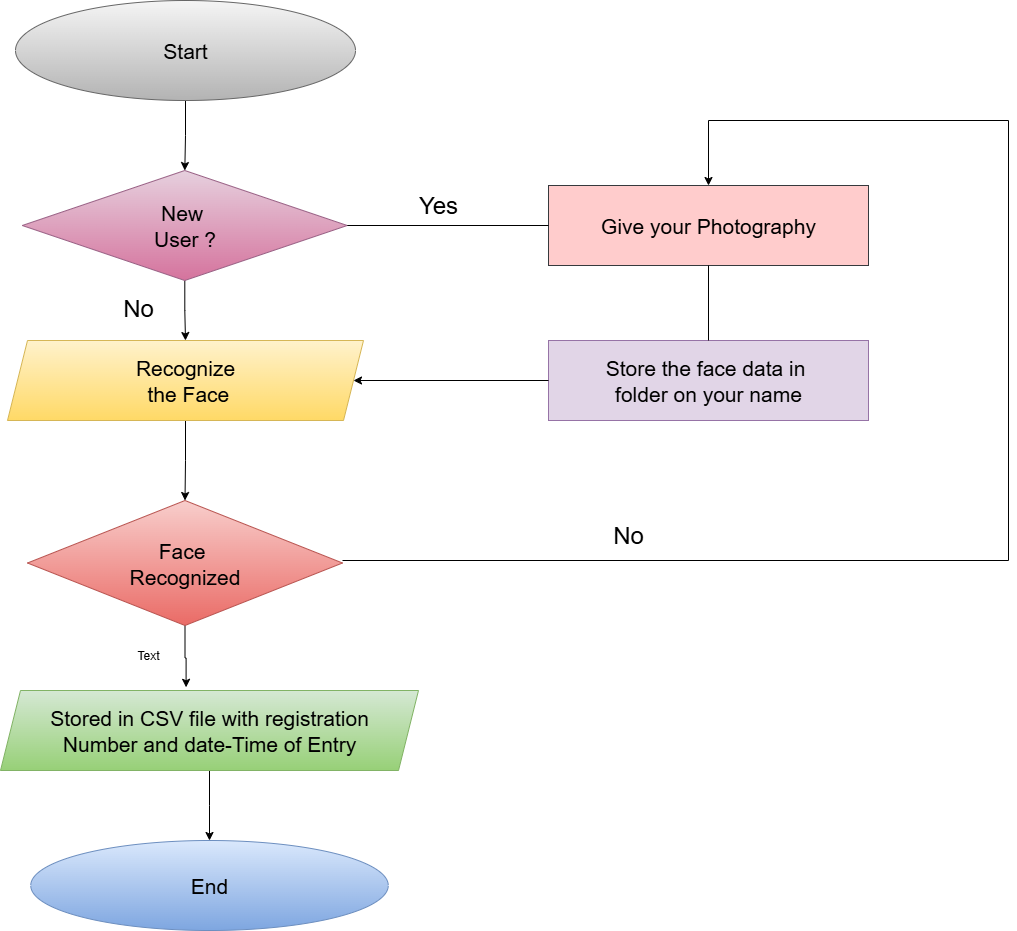 Start
New
User ?
Yes
Give your Photography
No
Recognize
the Face
Store the face data in
folder on your name
Face
Recognized
No
Text
Stored in CSV file with registration
Number and date-Time of Entry
End